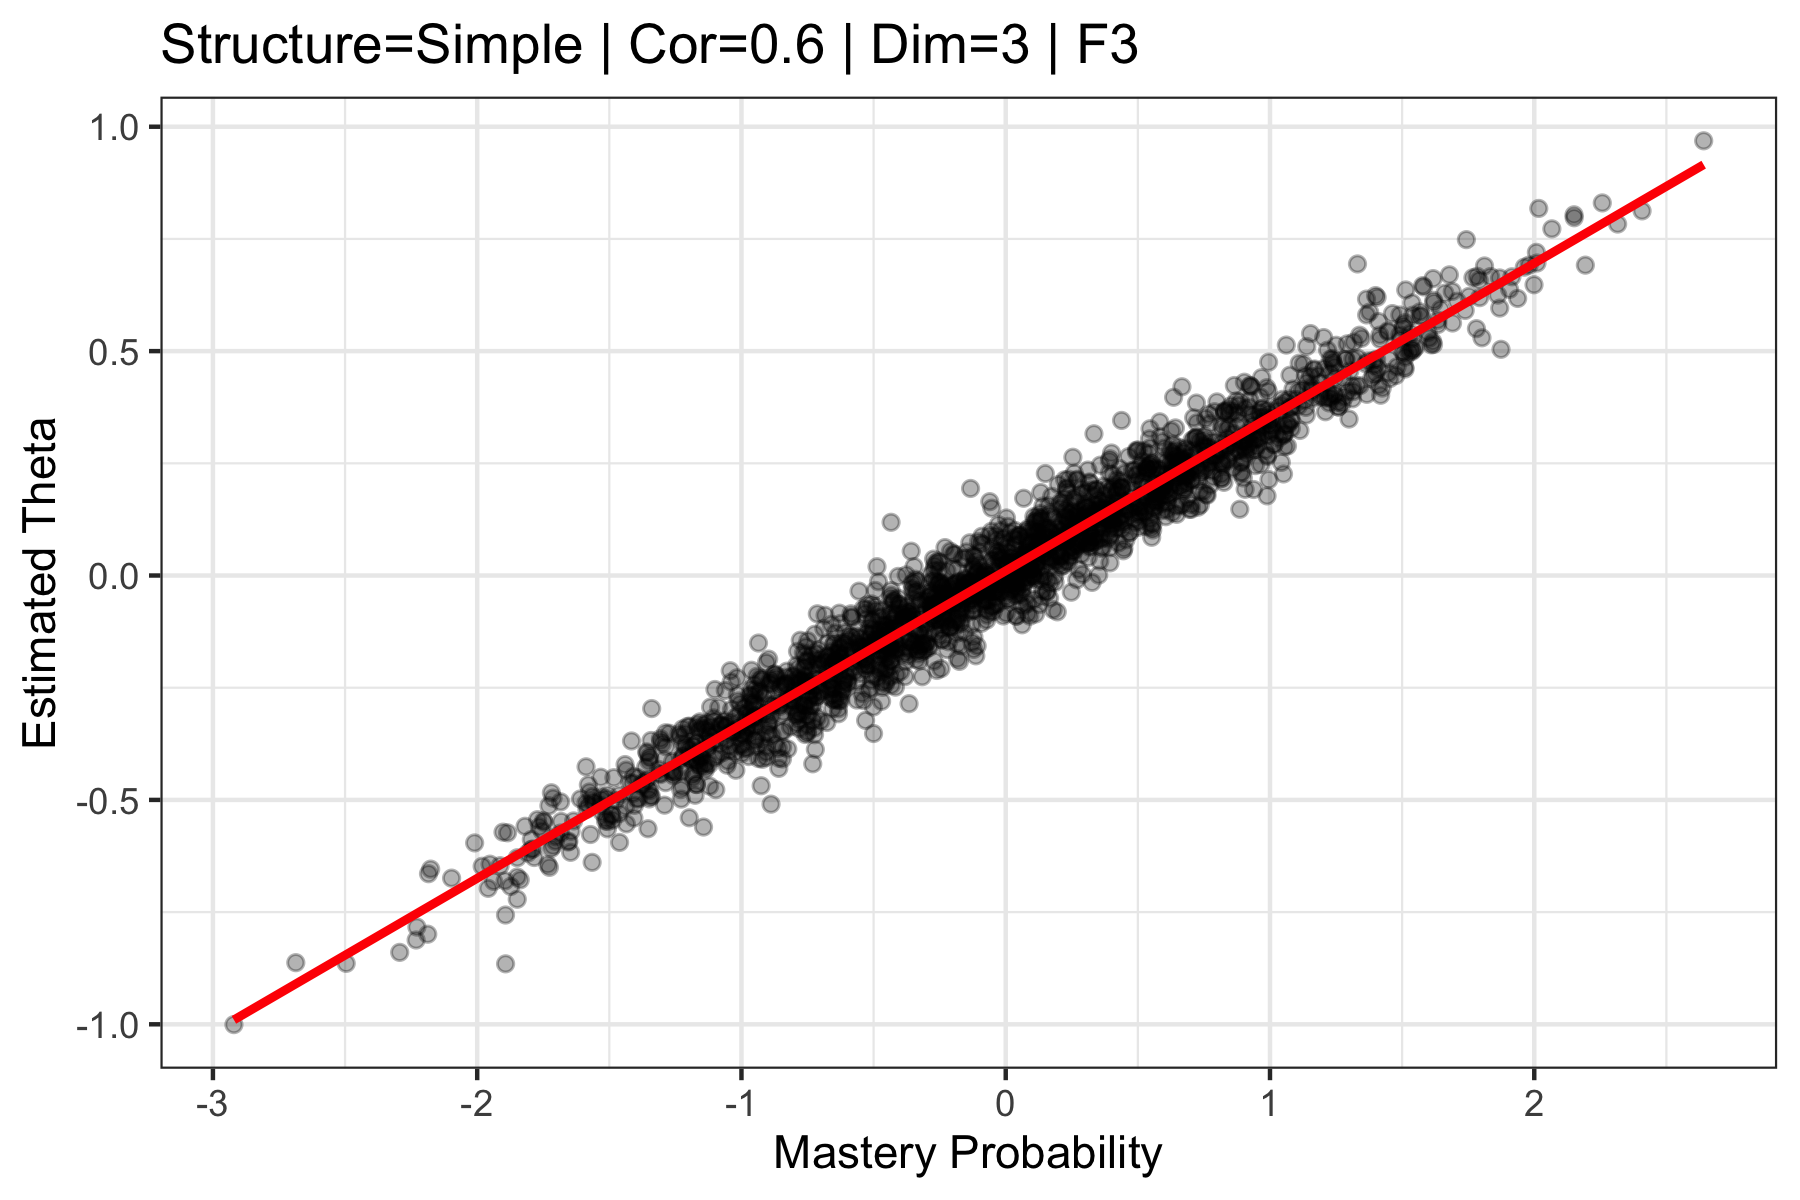 Structure=Simple | Cor=0.6 | Dim=3 | F3
1.0
0.5
0.0
-0.5
-1.0
Estimated Theta
-3 -2 -1 0 1 2
Mastery Probability